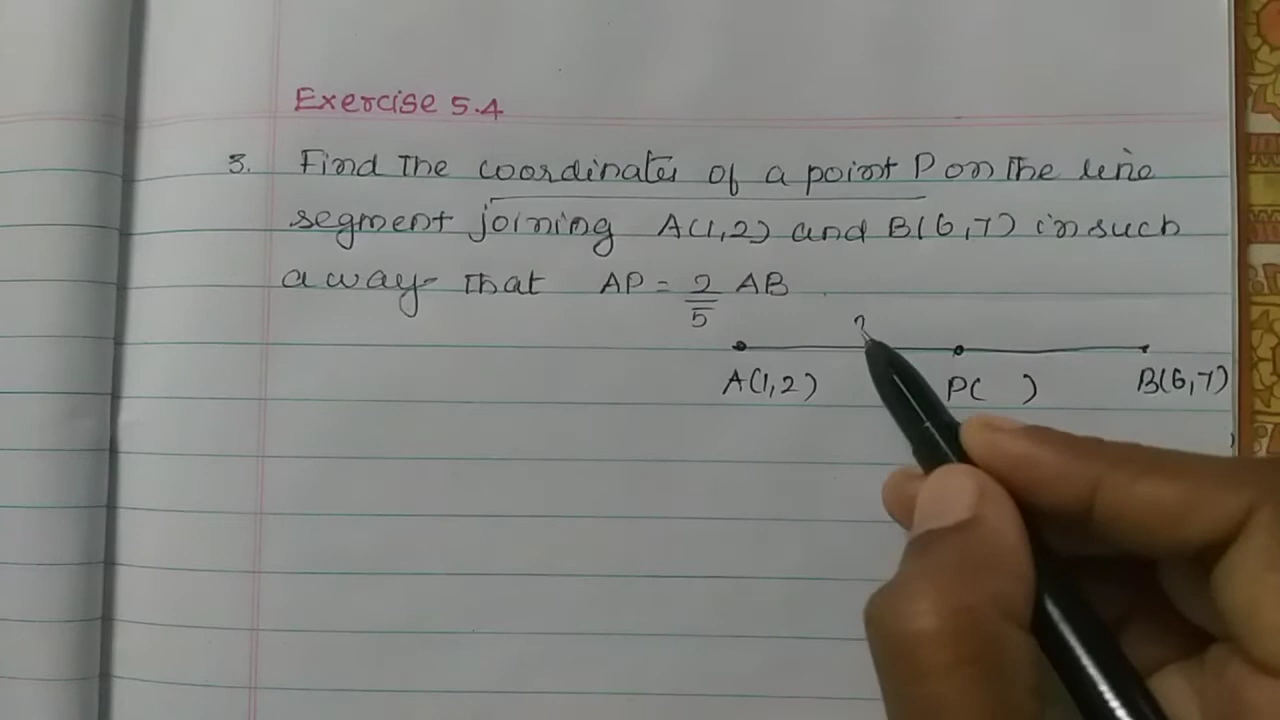 Exercise 5.4
3. Find The coordinates of a point P on The line
segment joining A(1,2) and B(6,7) in such
a way that AP = 2/5 AB
?
A(1,2) P( ) B(6,7)